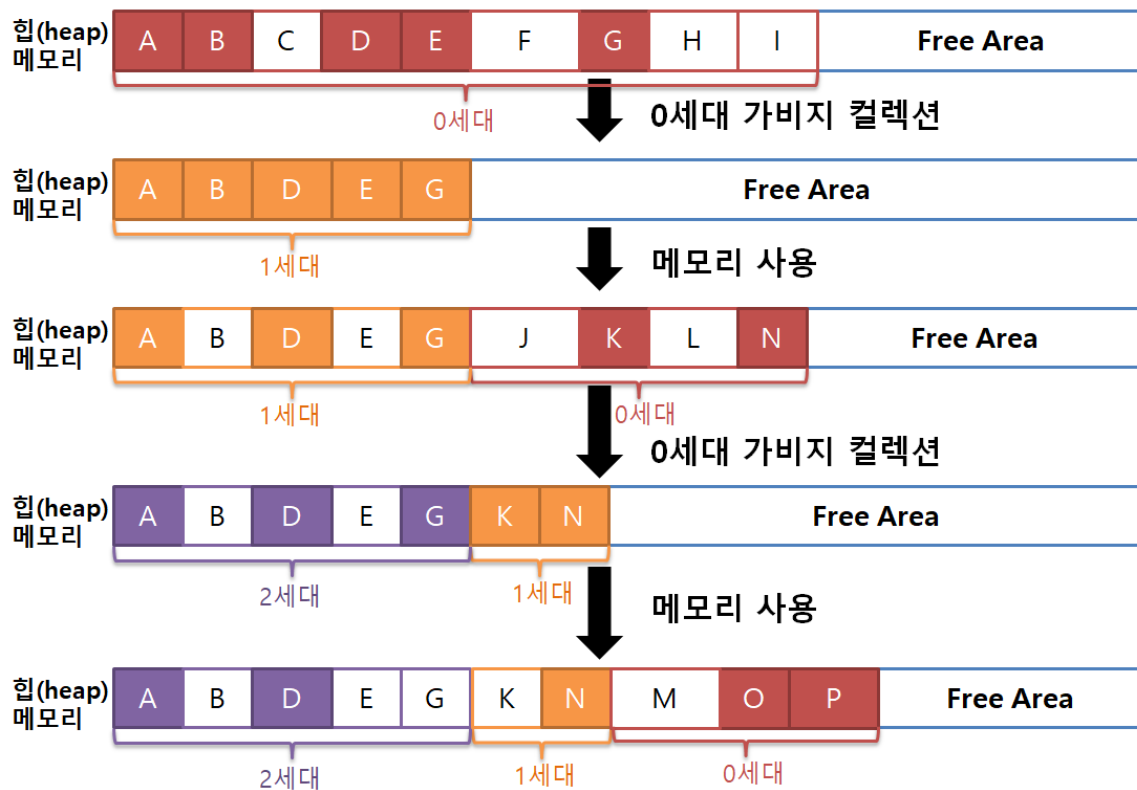 힙(heap)
메모리
A B C D E F G H I Free Area
0세대
0세대 가비지 컬렉션
힙(heap)
메모리
A B D E G Free Area
1세대
메모리 사용
힙(heap)
메모리
A B D E G J K L N Free Area
1세대 0세대
0세대 가비지 컬렉션
힙(heap)
메모리
A B D E G K N Free Area
2세대 1세대
메모리 사용
힙(heap)
메모리
A B D E G K N M O P Free Area
2세대 1세대 0세대